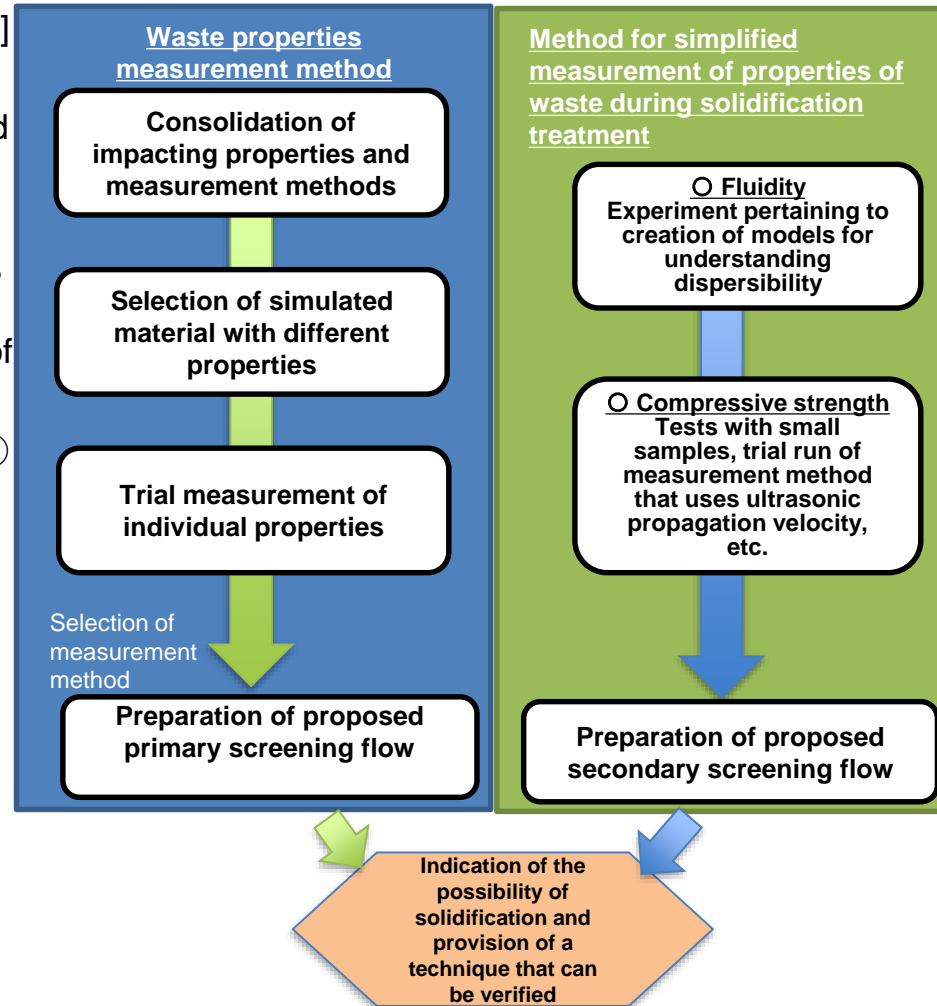 ]
d
of
)
Waste properties
measurement method
Consolidation of
impacting properties and
measurement methods
Selection of simulated
material with different
properties
Trial measurement of
individual properties
Selection of
measurement
method
Preparation of proposed
primary screening flow
Method for simplified
measurement of properties of
waste during solidification
treatment
○ Fluidity
Experiment pertaining to
creation of models for
understanding
dispersibility
○ Compressive strength
Tests with small
samples, trial run of
measurement method
that uses ultrasonic
propagation velocity,
etc.
Preparation of proposed
secondary screening flow
Indication of the
possibility of
solidification and
provision of a
technique that can
be verified